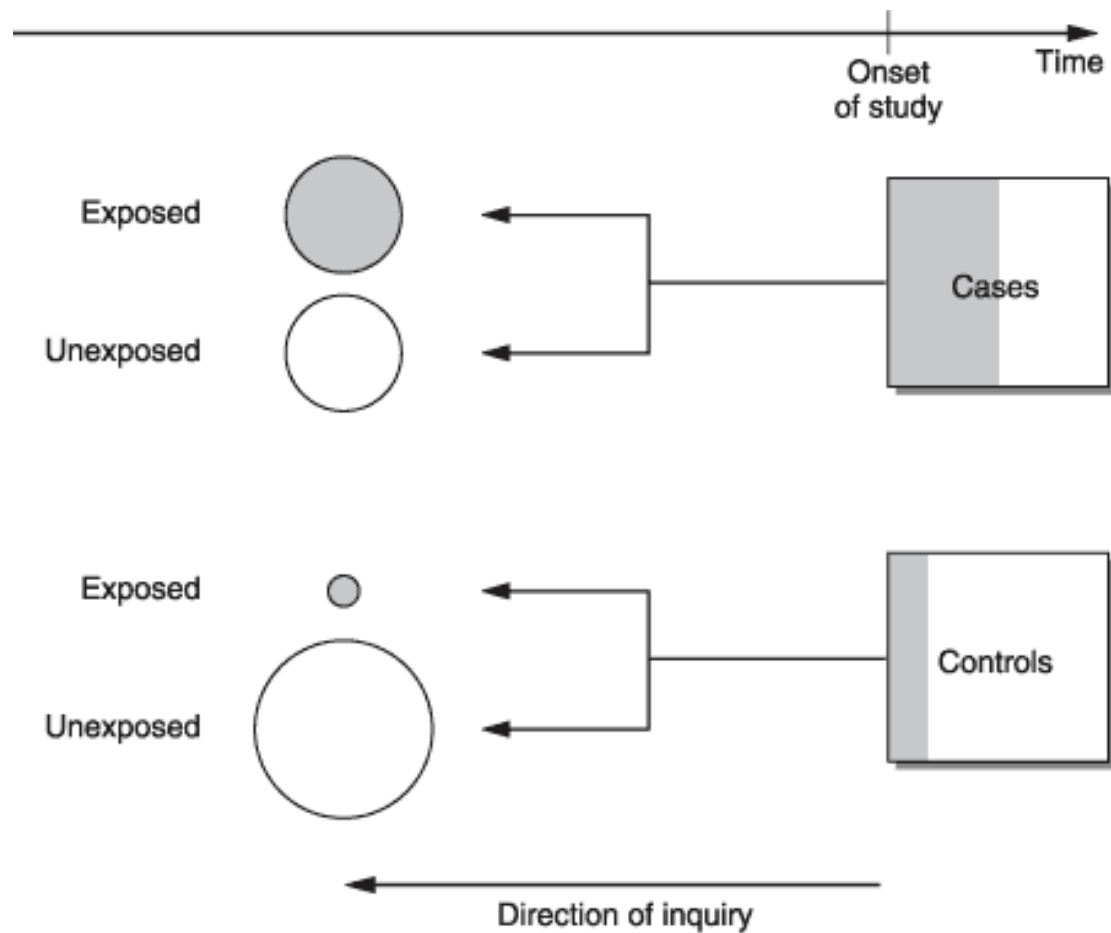 Time
Onset
of study
Exposed
Cases
Unexposed
Exposed
Controls
Unexposed
Direction of inquiry